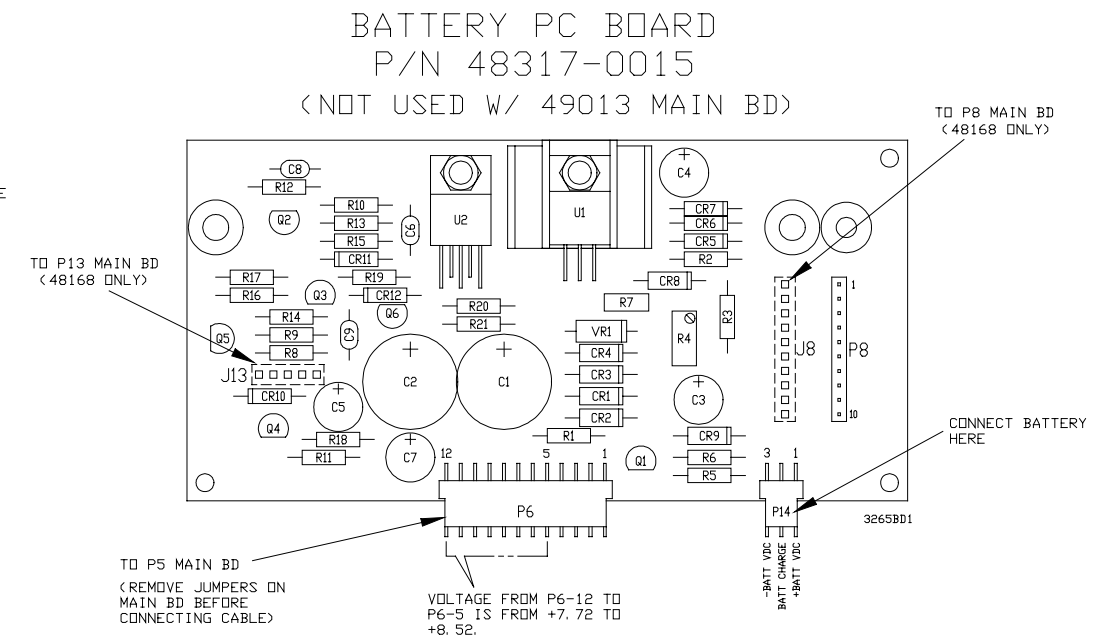 BATTERY PC BOARD
P/N 48317-0015
(NOT USED W/ 49013 MAIN BD)
TO P8 MAIN BD
(48168 ONLY)
E
C8
R12
Q2
R10
R13
R15
CR11
C6
U2
U1
C4
CR7
CR6
CR5
R2
TO P13 MAIN BD
(48168 ONLY)
R17
R16
Q3
R19
CR12
Q6
R20
R21
CR8
R7
R3
1
Q5
R14
R9
R8
C9
VR1
R4
CR4
J8
P8
J13
C2
C1
CR3
CR10
C5
CR1
C3
CR2
10
CONNECT BATTERY
HERE
Q4
R18
R11
C7
R1
Q1
CR9
R6
R5
12
5
1
3
1
P6
P14
3265BD1
TO P5 MAIN BD
(REMOVE JUMPERS ON
MAIN BD BEFORE
CONNECTING CABLE)
VOLTAGE FROM P6-12 TO
P6-5 IS FROM +7.72 TO
+8.52.
-BATT VDC
BATT CHARGE
+BATT VDC